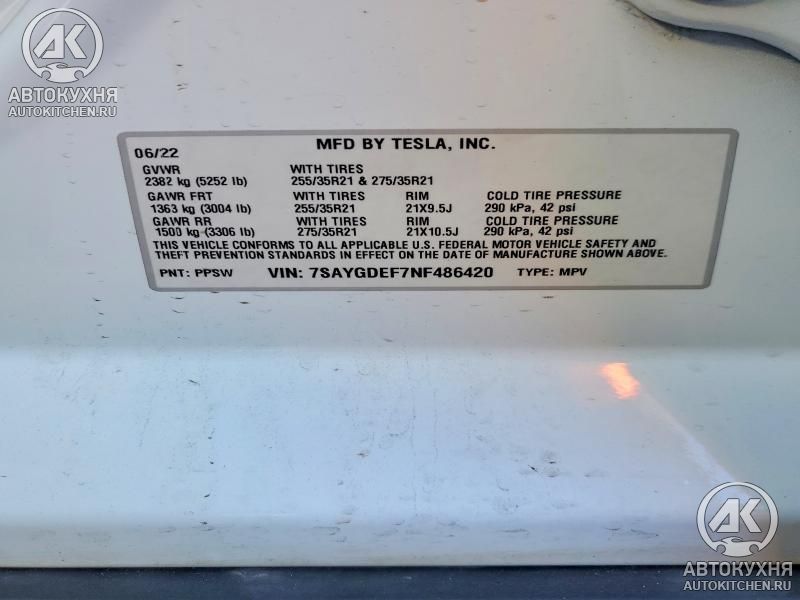 AK
АВТОКУХНЯ
AUTOKITCHEN.RU
MFD BY TESLA, INC.
06/22
GVWR WITH TIRES
2382 kg (5252 lb) 255/35R21 & 275/35R21
GAWR FRT WITH TIRES RIM COLD TIRE PRESSURE
1363 kg (3004 lb) 255/35R21 21X9.5J 290 kPa, 42 psi
GAWR RR WITH TIRES RIM COLD TIRE PRESSURE
1500 kg (3306 lb) 275/35R21 21X10.5J 290 kPa, 42 psi
THIS VEHICLE CONFORMS TO ALL APPLICABLE U.S. FEDERAL MOTOR VEHICLE SAFETY AND
THEFT PREVENTION STANDARDS IN EFFECT ON THE DATE OF MANUFACTURE SHOWN ABOVE.
PNT: PPSW VIN: 7SAYGDEF7NF486420 TYPE: MPV
AK
АВТОКУХНЯ
AUTOKITCHEN.RU